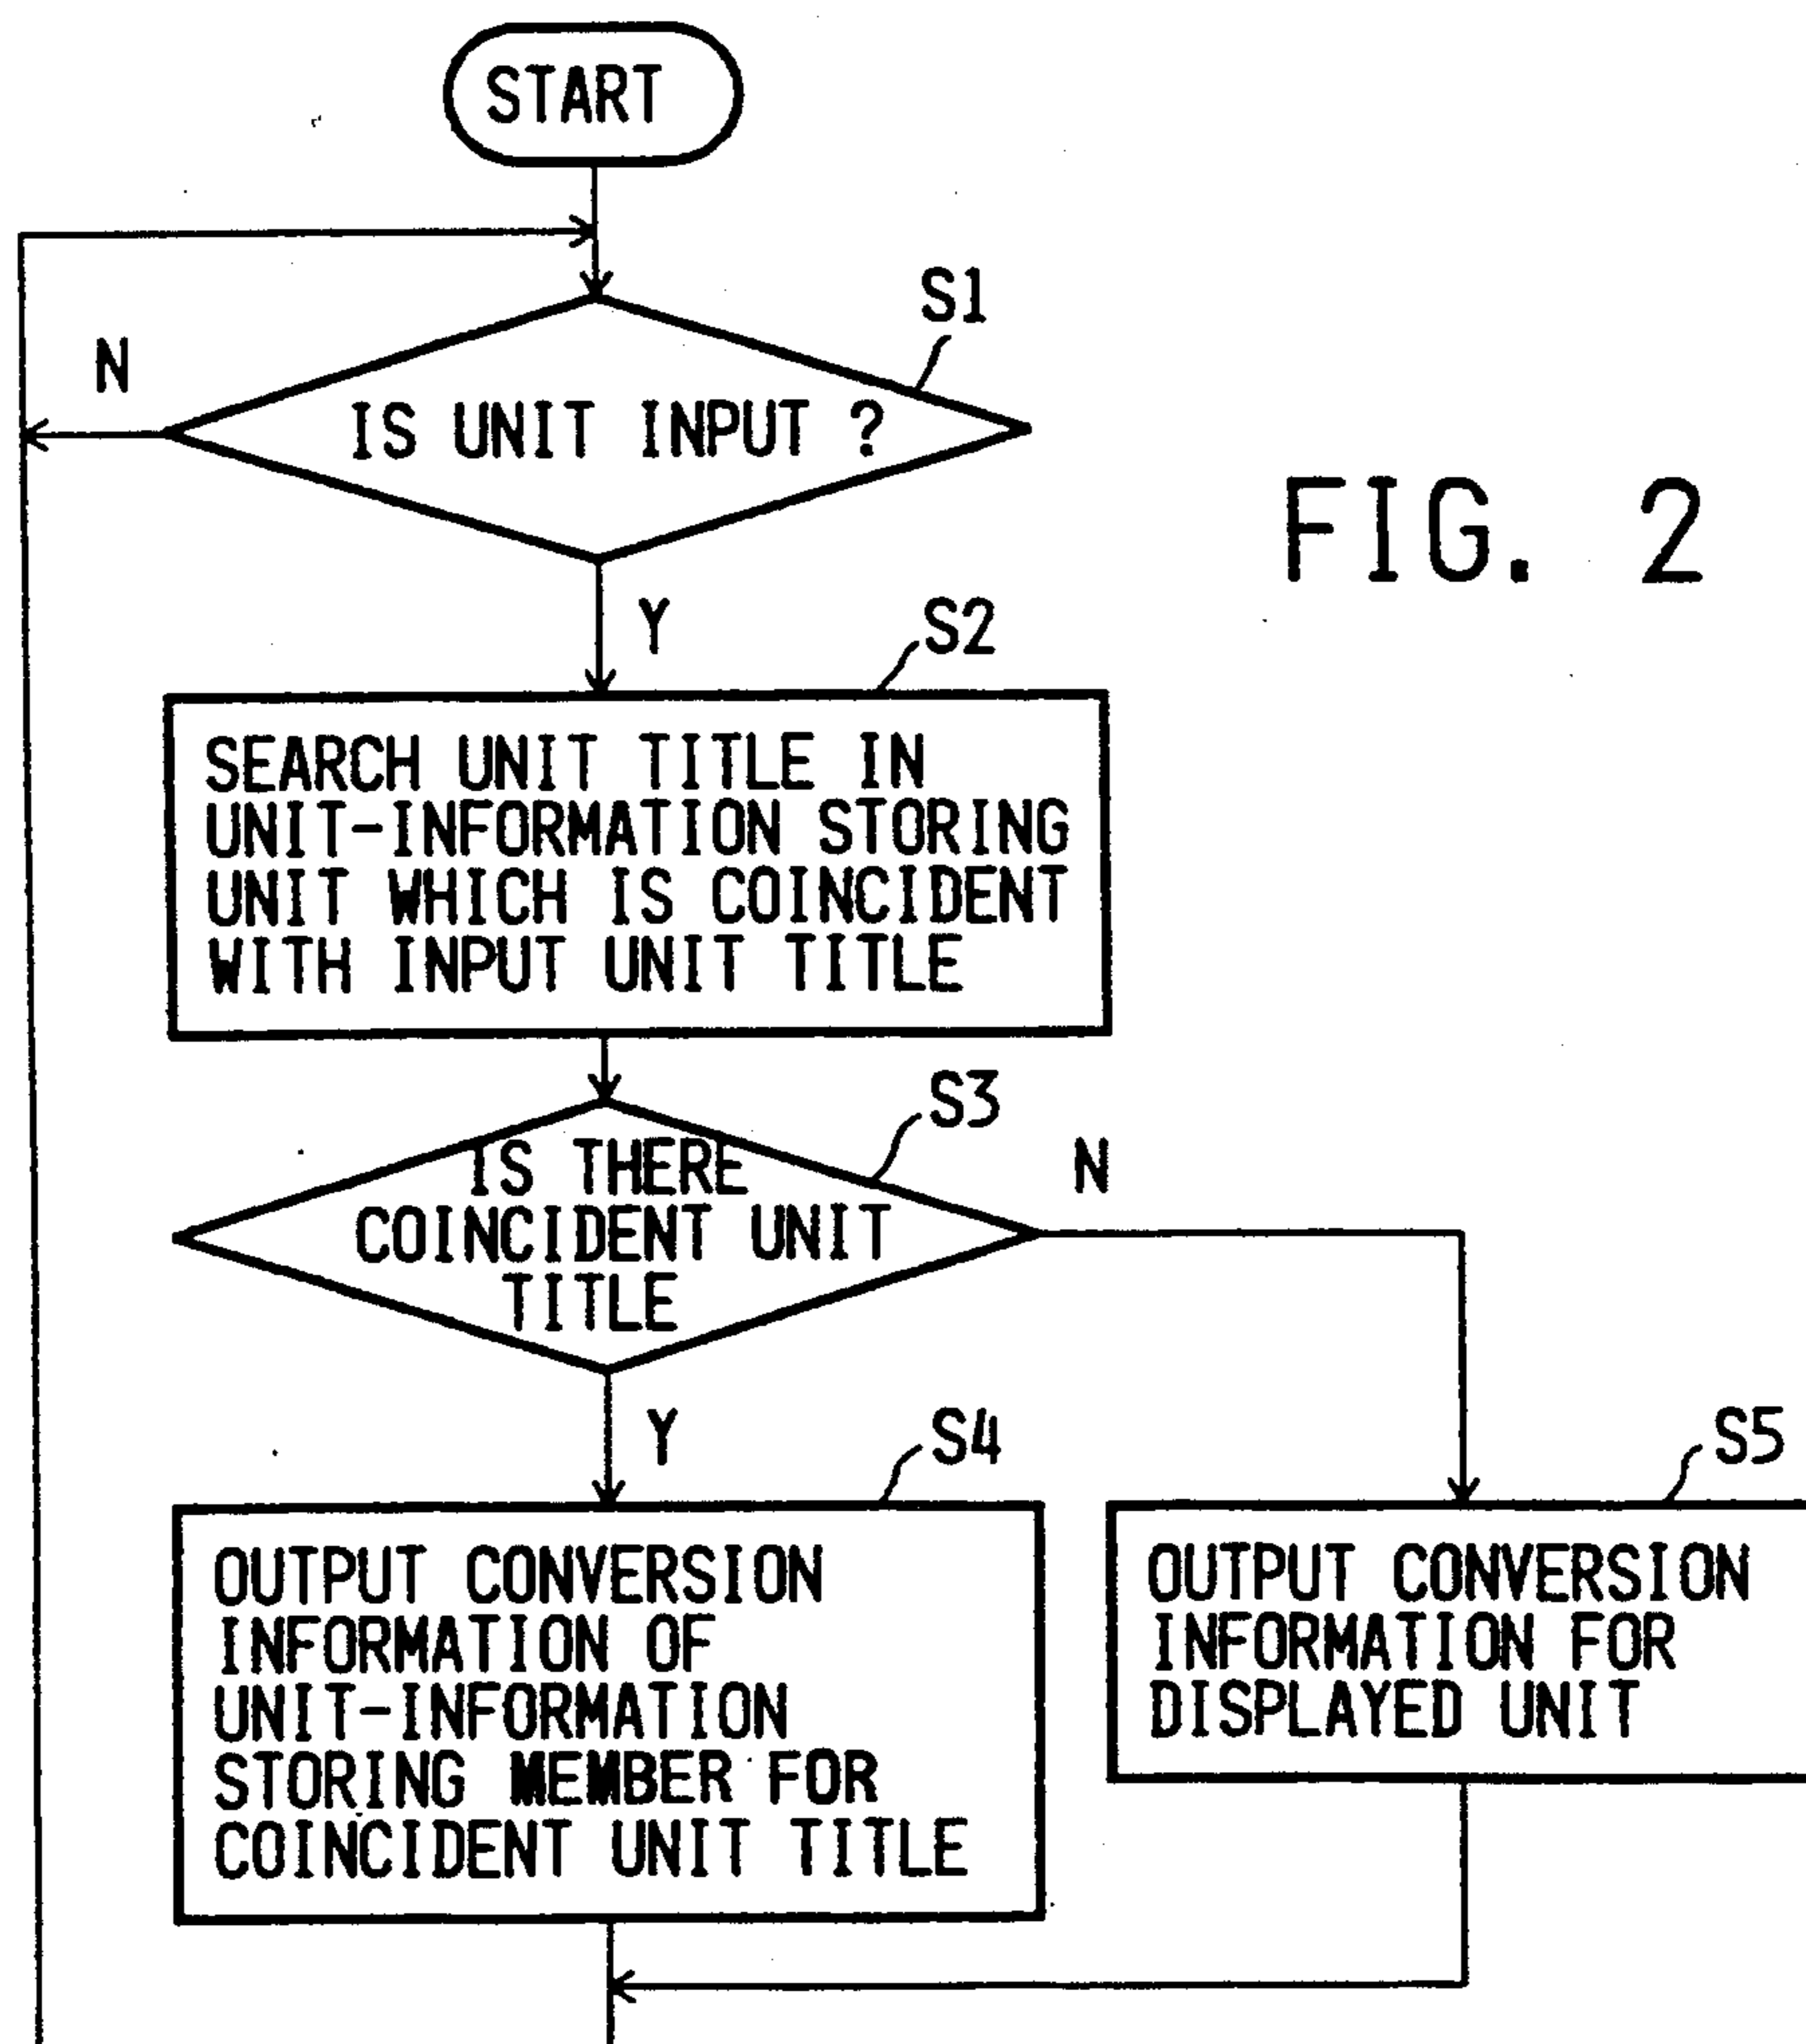 START
S1
N
IS UNIT INPUT ?
FIG. 2
Y
S2
SEARCH UNIT TITLE IN
UNIT-INFORMATION STORING
UNIT WHICH IS COINCIDENT
WITH INPUT UNIT TITLE
S3
N
IS THERE
COINCIDENT UNIT
TITLE
Y
S4
S5
OUTPUT CONVERSION
INFORMATION OF
UNIT-INFORMATION
STORING MEMBER FOR
COINCIDENT UNIT TITLE
OUTPUT CONVERSION
INFORMATION FOR
DISPLAYED UNIT